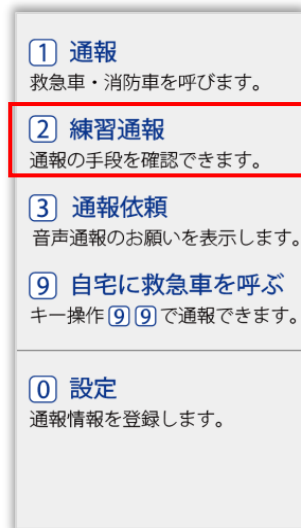 1 通報
救急車・消防車を呼びます。
2 練習通報
通報の手段を確認できます。
3 通報依頼
音声通報のお願いを表示します。
9 自宅に救急車を呼ぶ
キー操作99で通報できます。
0 設定
通報情報を登録します。